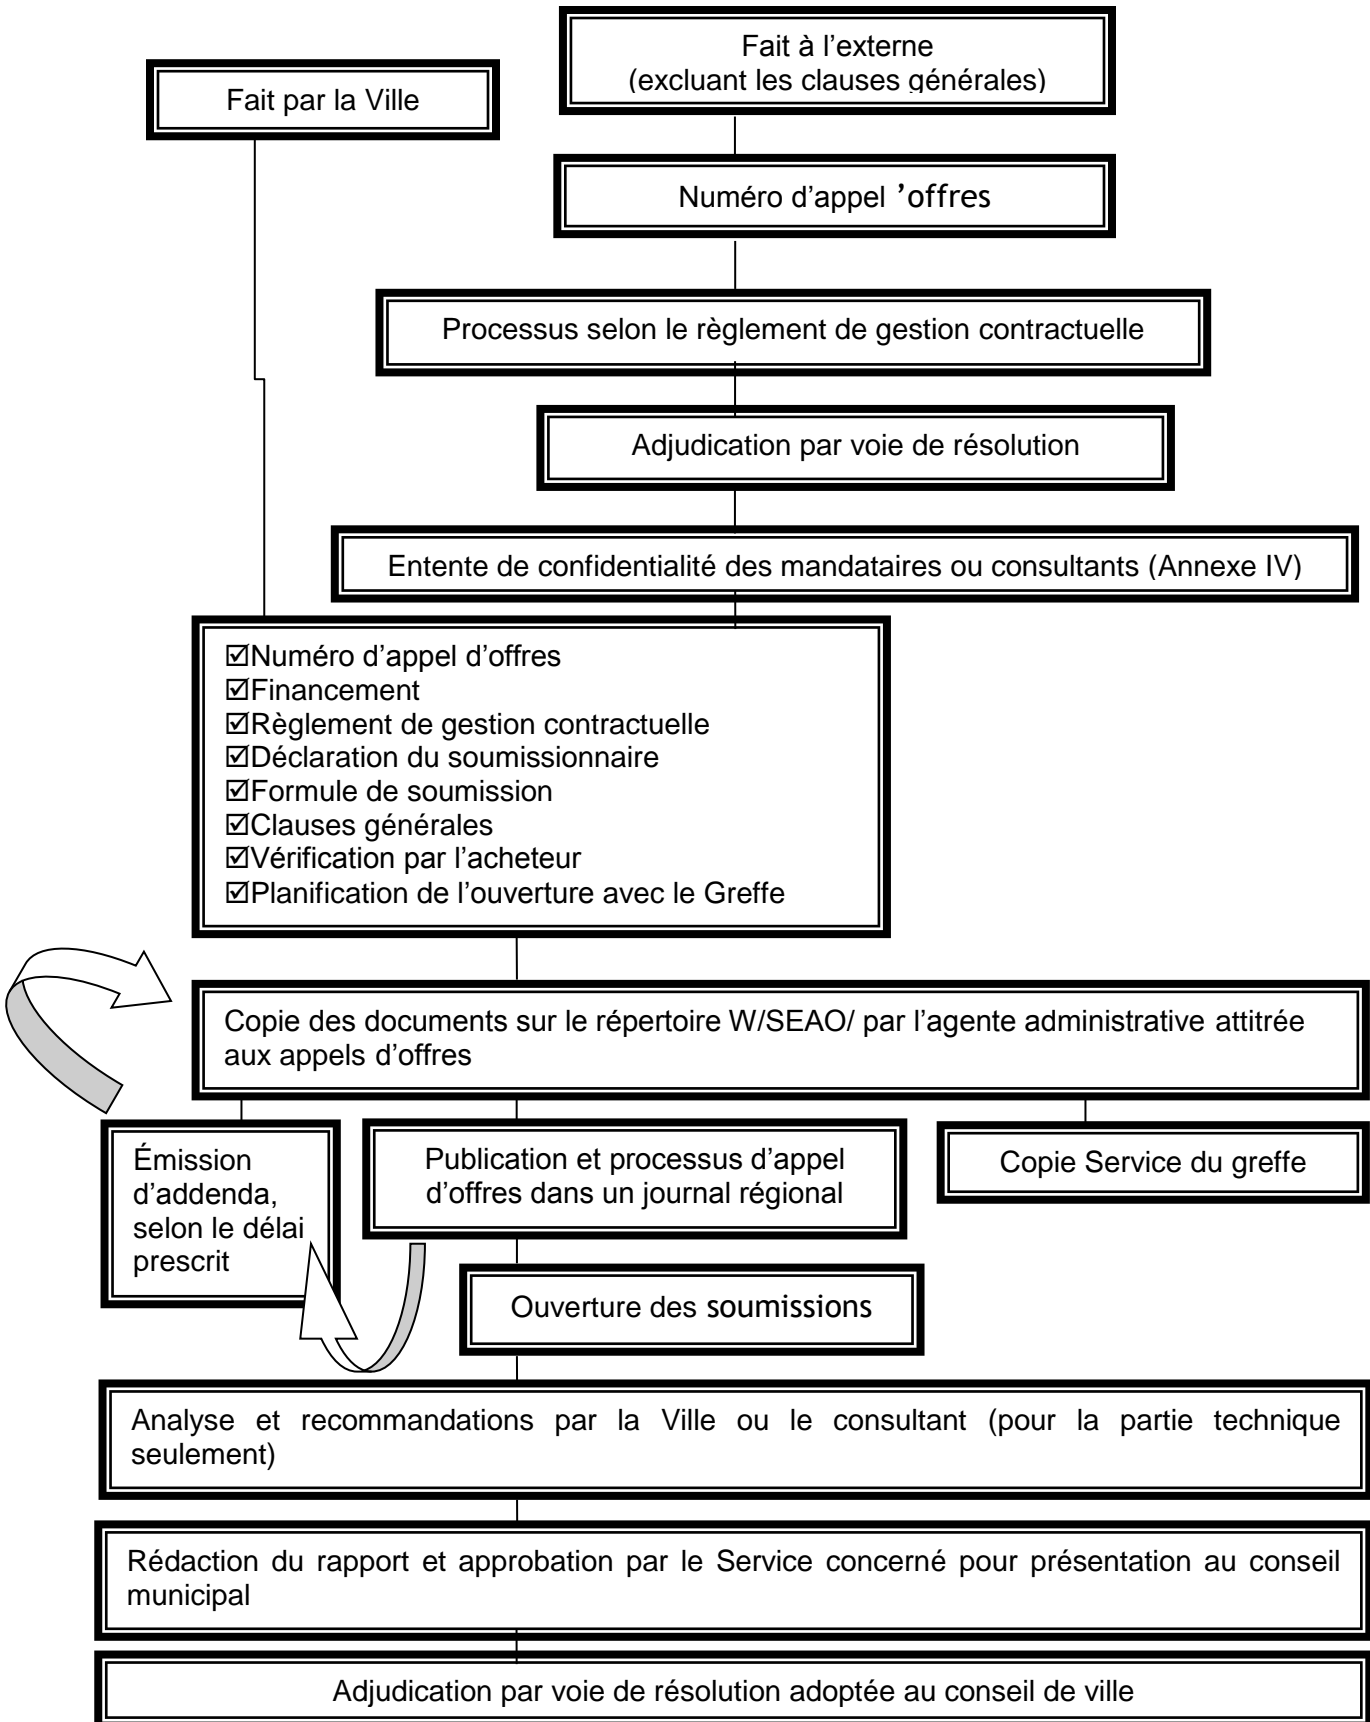 Fait à l’externe
(excluant les clauses générales)
Fait par la Ville
Numéro d’appel ’offres
Processus selon le règlement de gestion contractuelle
Adjudication par voie de résolution
Entente de confidentialité des mandataires ou consultants (Annexe IV)
☑Numéro d’appel d’offres
☑Financement
☑Règlement de gestion contractuelle
☑Déclaration du soumissionnaire
☑Formule de soumission
☑Clauses générales
☑Vérification par l’acheteur
☑Planification de l’ouverture avec le Greffe
Copie des documents sur le répertoire W/SEAO/ par l’agente administrative attitrée
aux appels d’offres
Émission
d’addenda,
selon le délai
prescrit
Publication et processus d’appel
d’offres dans un journal régional
Copie Service du greffe
Ouverture des soumissions
Analyse et recommandations par la Ville ou le consultant (pour la partie technique
seulement)
Rédaction du rapport et approbation par le Service concerné pour présentation au conseil
municipal
Adjudication par voie de résolution adoptée au conseil de ville